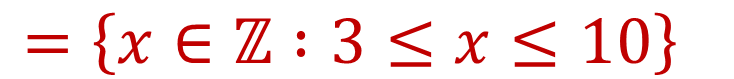 = {𝑥 ∈ ℤ : 3 ≤ 𝑥 ≤ 10}